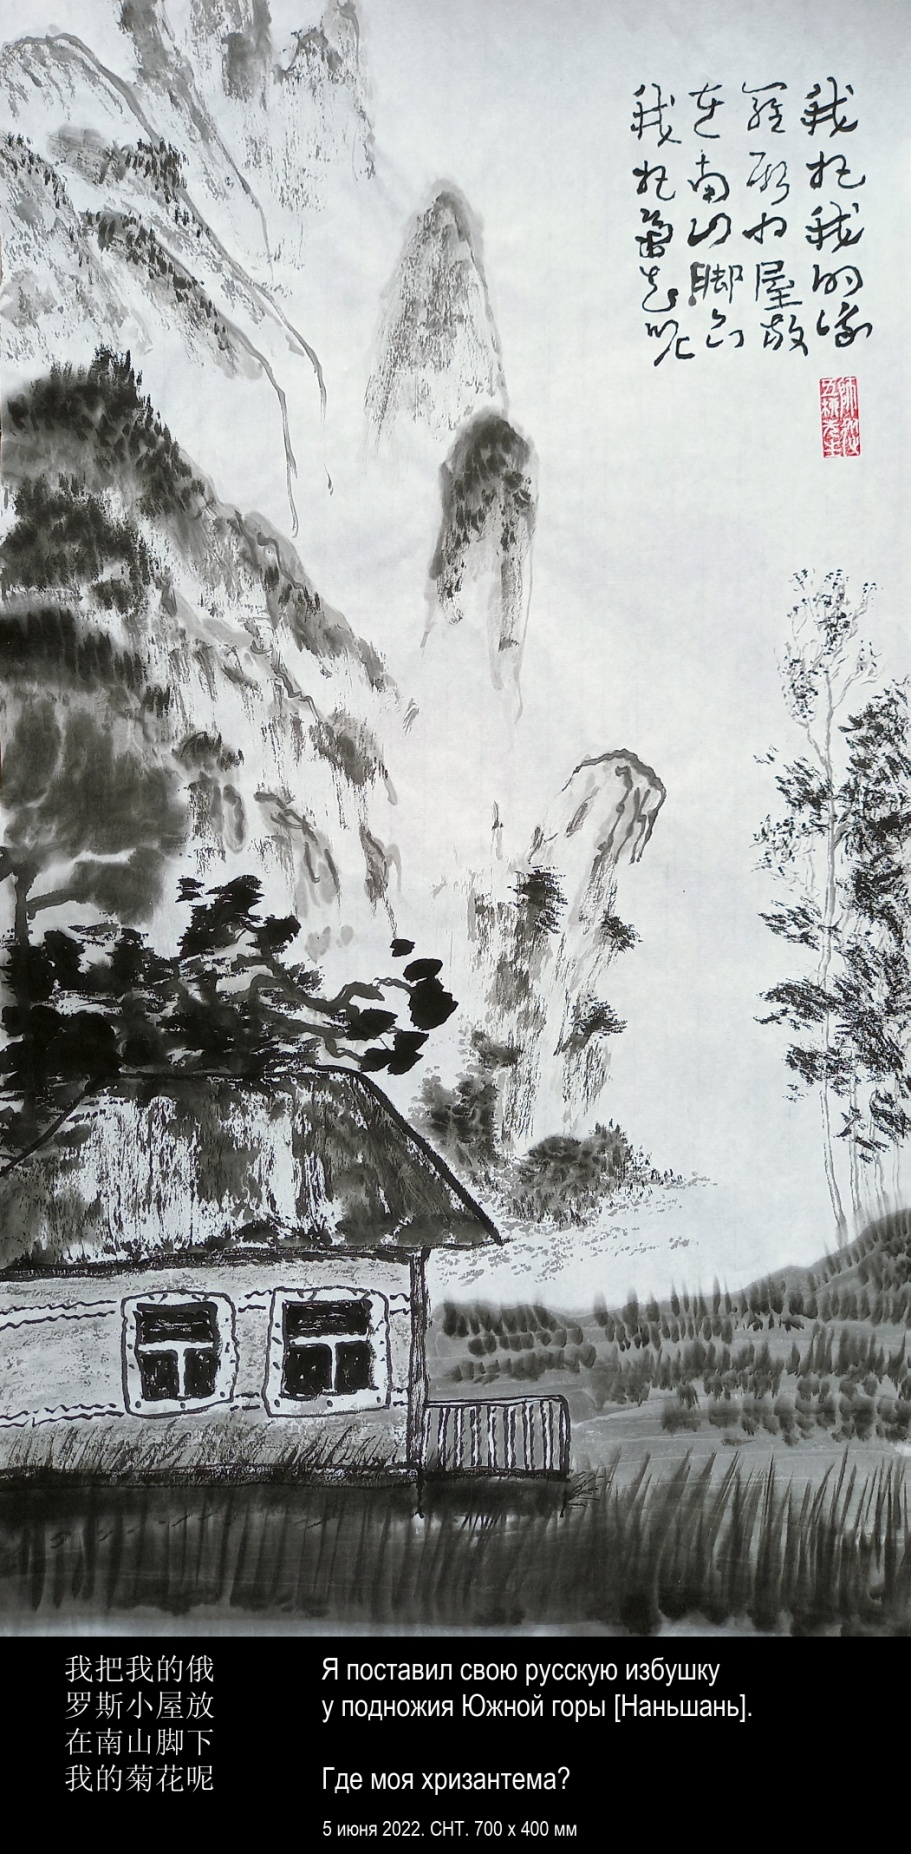 我把我的俄
羅斯小屋放
在南山脚下
我把菊花呢
我把我的俄
罗斯小屋放
在南山脚下
我的菊花呢
Я поставил свою русскую избушку
у подножия Южной горы [Наньшань].
Где моя хризантема?
5 июня 2022. СНТ. 700 x 400 мм